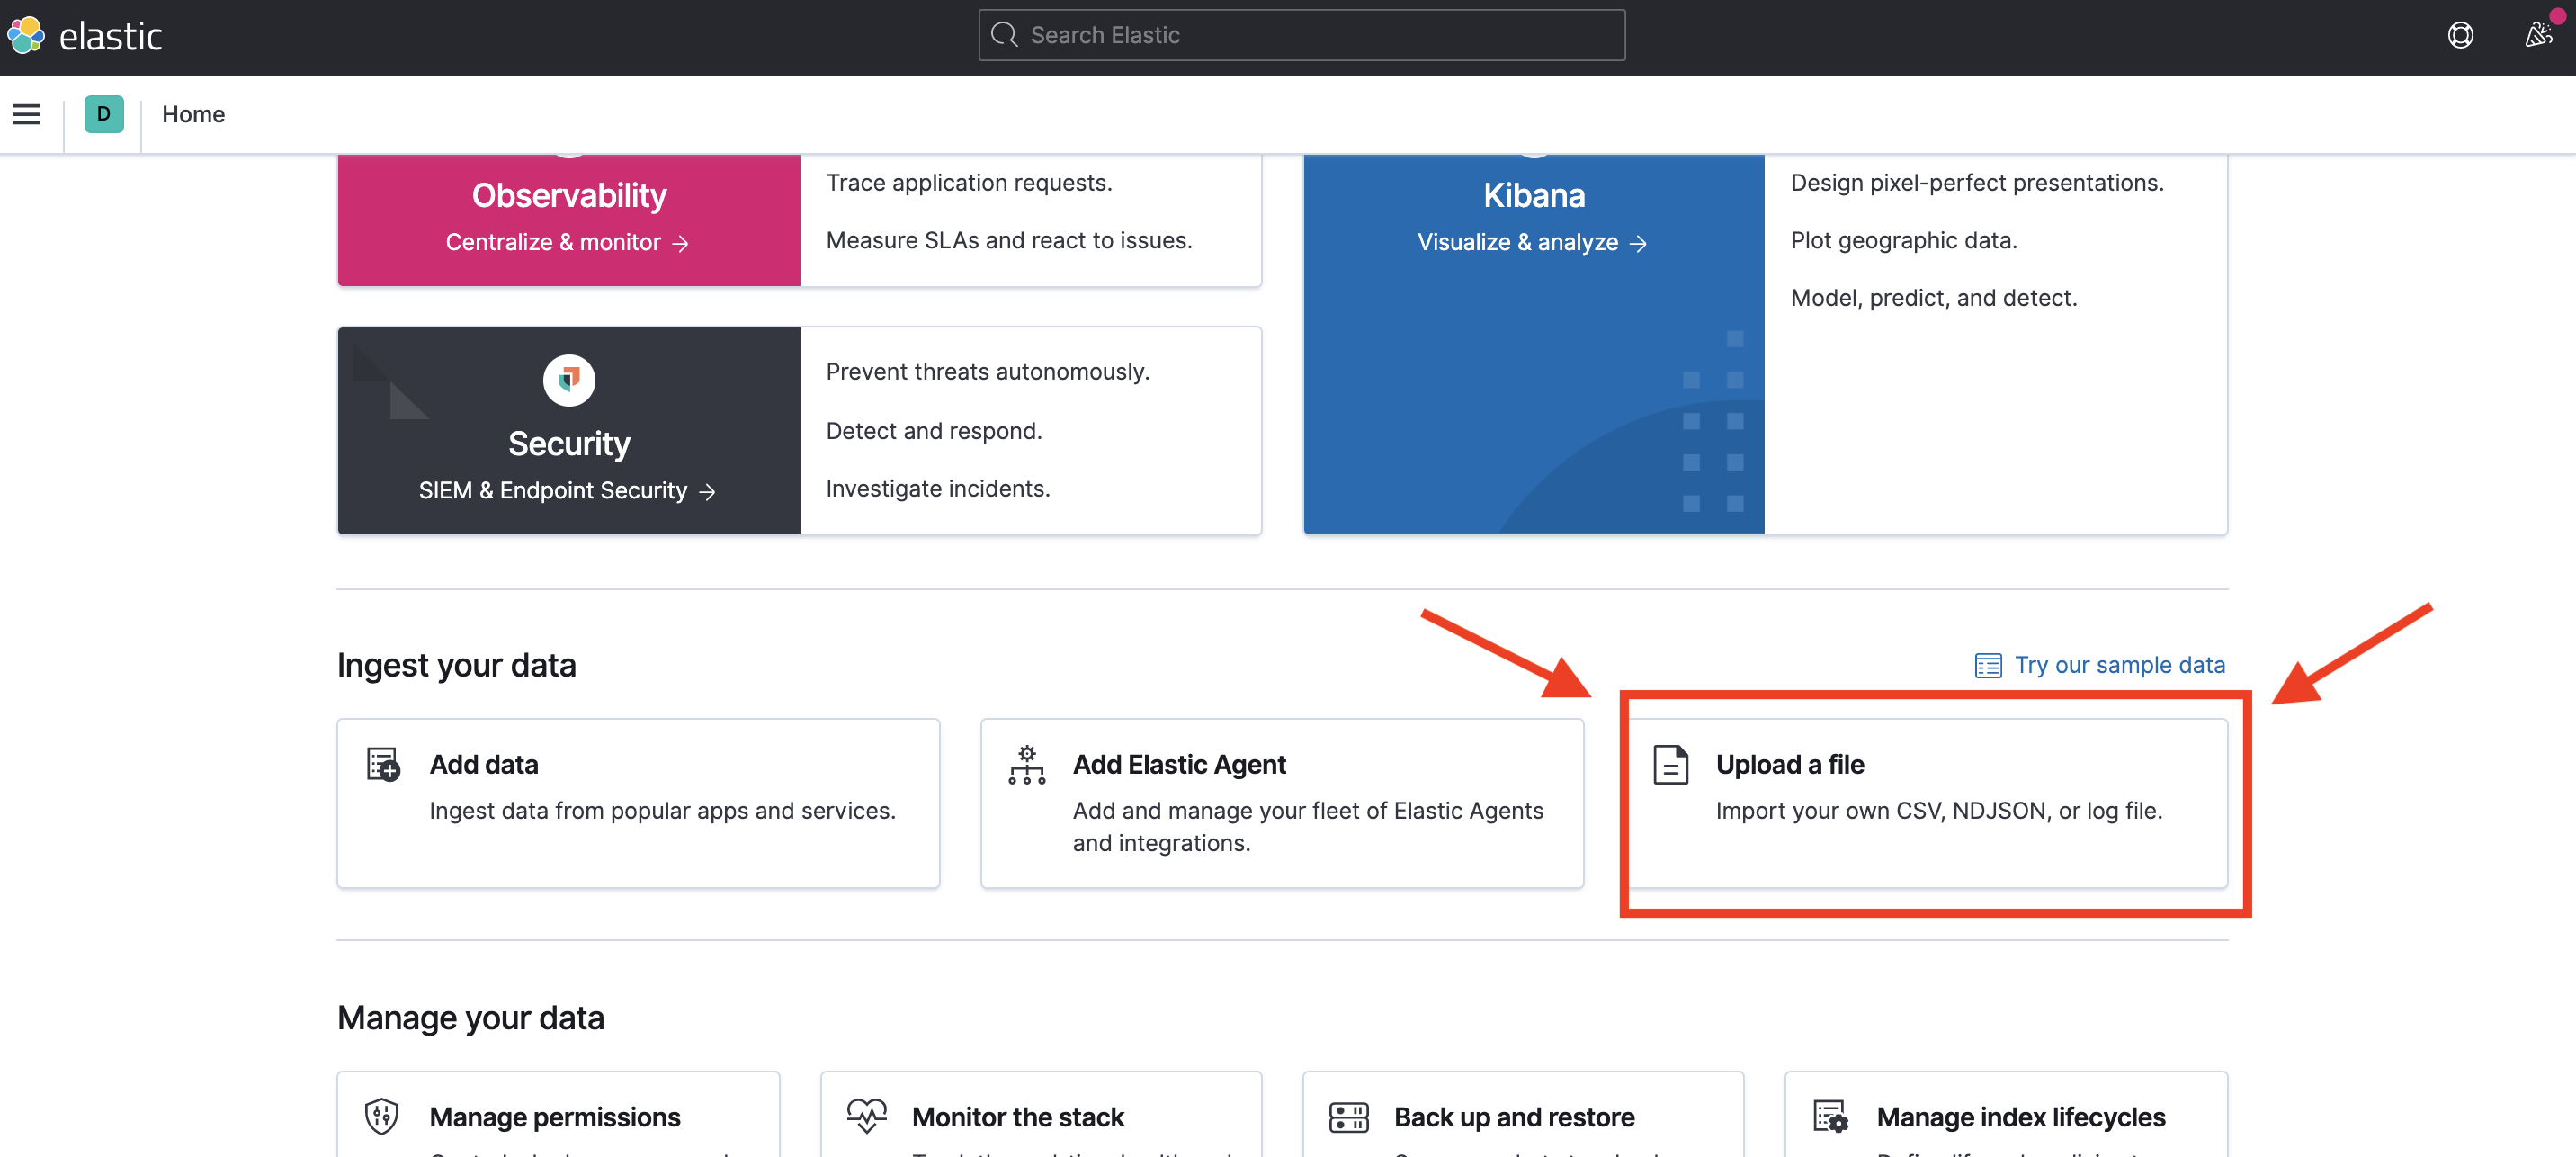 elastic
Search Elastic
D
Home
Observability
Centralize & monitor →
Trace application requests.
Measure SLAs and react to issues.
Kibana
Visualize & analyze →
Design pixel-perfect presentations.
Plot geographic data.
Model, predict, and detect.
Security
SIEM & Endpoint Security →
Prevent threats autonomously.
Detect and respond.
Investigate incidents.
Ingest your data
Try our sample data
Add data
Ingest data from popular apps and services.
Add Elastic Agent
Add and manage your fleet of Elastic Agents
and integrations.
Upload a file
Import your own CSV, NDJSON, or log file.
Manage your data
Manage permissions
Monitor the stack
Back up and restore
Manage index lifecycles